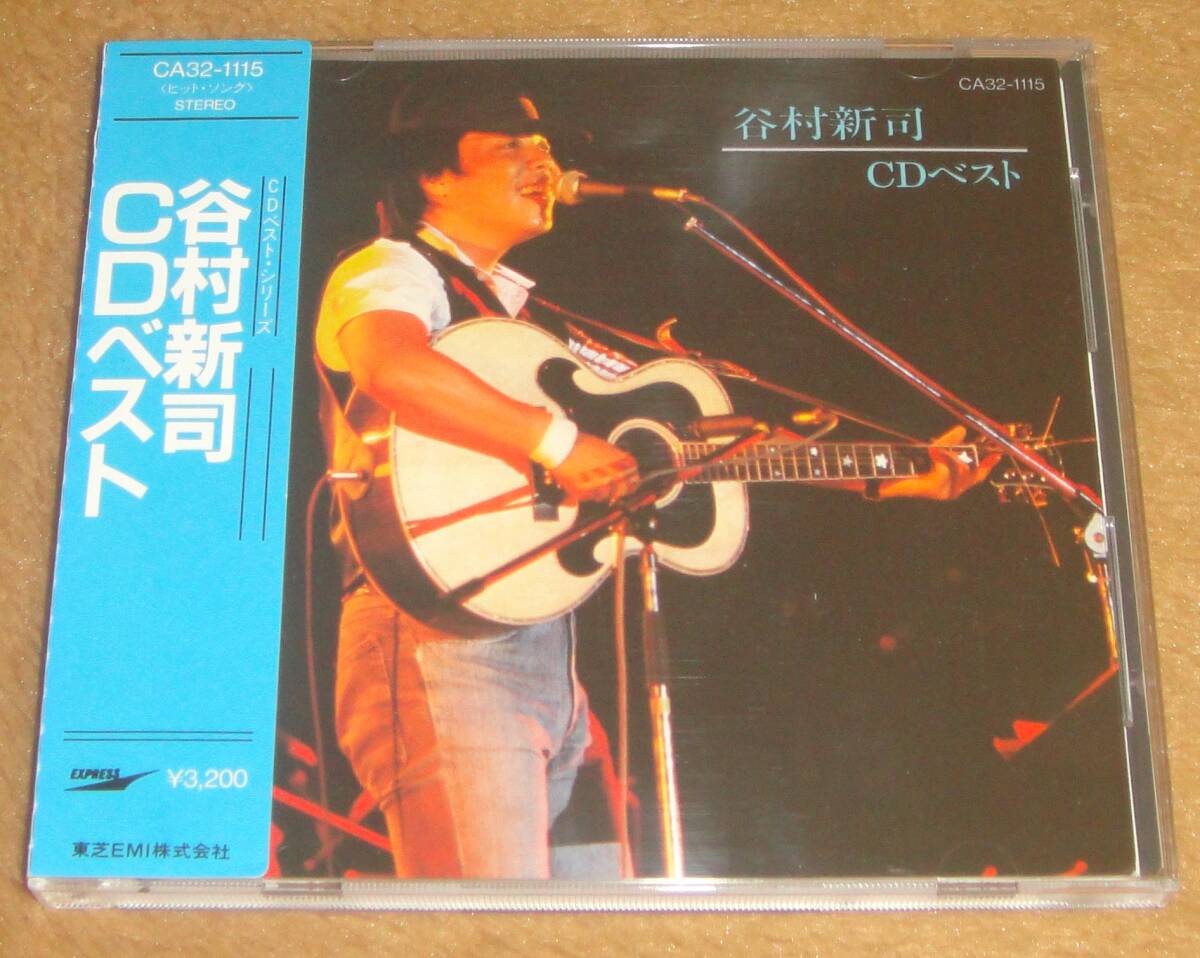 CA32-1115
〈ヒット・ソング〉
STEREO
CDベスト・シリーズ
谷村新司
CDベスト
EXPRESS
¥3,200
東芝EMI株式会社
CA32-1115
谷村新司
CDベスト